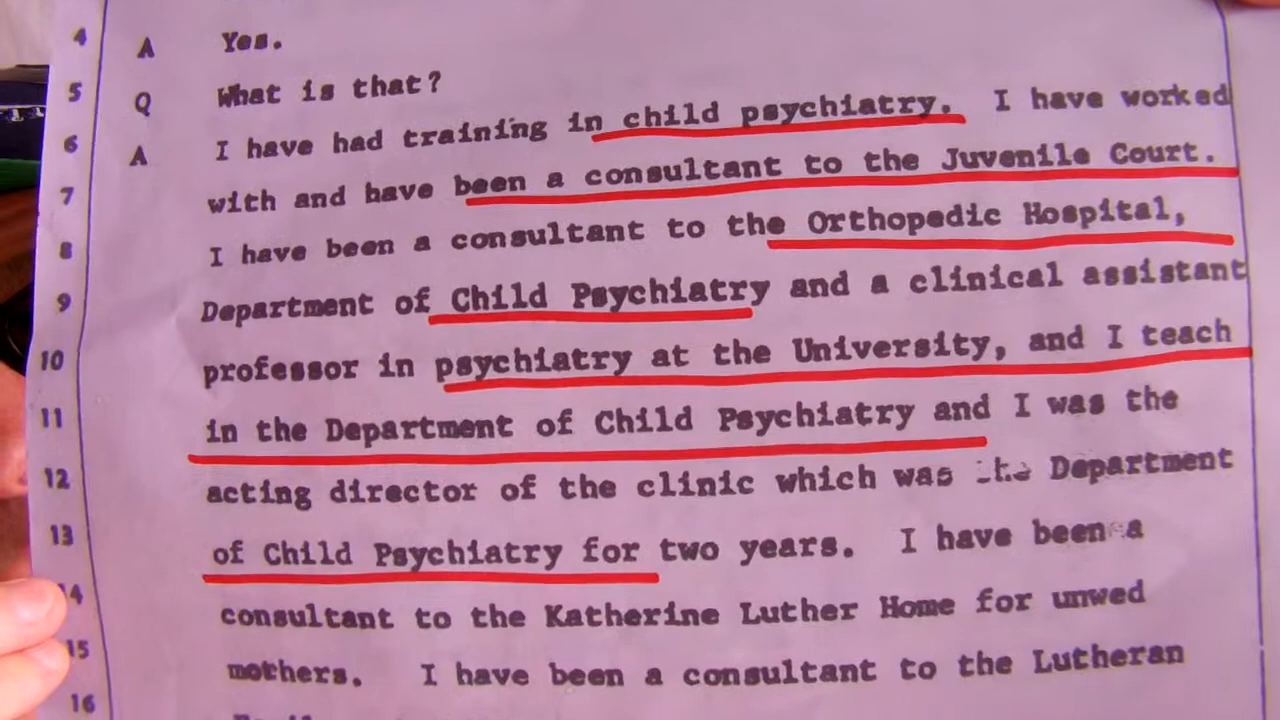 4 A Yes.
5 Q What is that?
6 A I have had training in child psychiatry. I have worked
7 with and have been a consultant to the Juvenile Court.
8 I have been a consultant to the Orthopedic Hospital,
9 Department of Child Psychiatry and a clinical assistant
10 professor in psychiatry at the University, and I teach
11 in the Department of Child Psychiatry and I was the
12 acting director of the clinic which was the Department
13 of Child Psychiatry for two years. I have been a
14 consultant to the Katherine Luther Home for unwed
15 mothers. I have been a consultant to the Lutheran
16